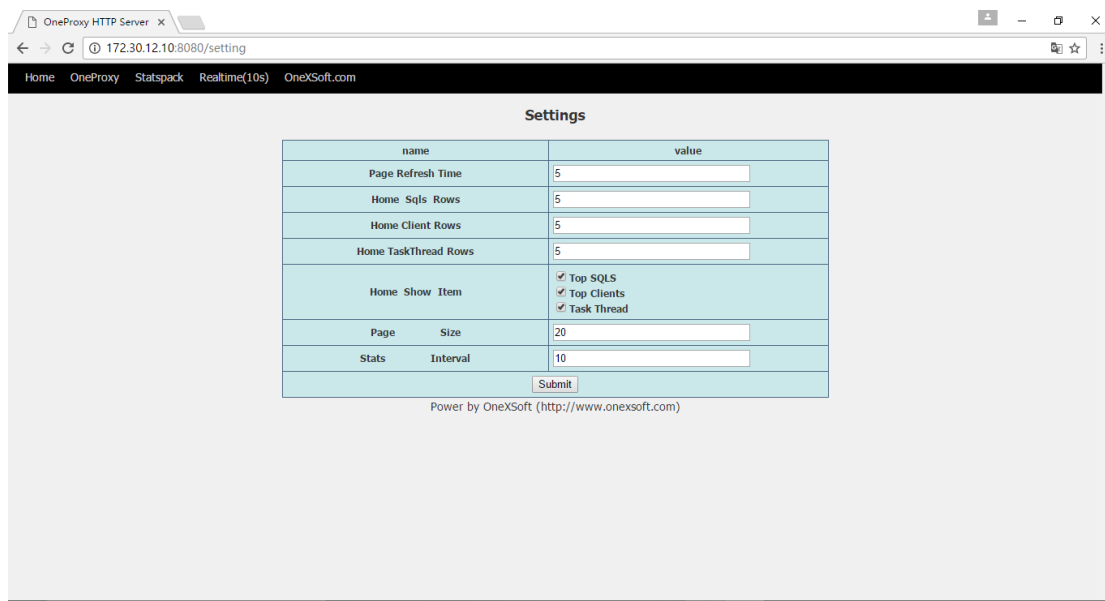 OneProxy HTTP Server
172.30.12.10:8080/setting
Home OneProxy Statspack Realtime(10s) OneXSoft.com
Settings
name value
Page Refresh Time 5
Home Sqls Rows 5
Home Client Rows 5
Home TaskThread Rows 5
Home Show Item
Top SQLS
Top Clients
Task Thread
Page Size 20
Stats Interval 10
Submit
Power by OneXSoft (http://www.onexsoft.com)